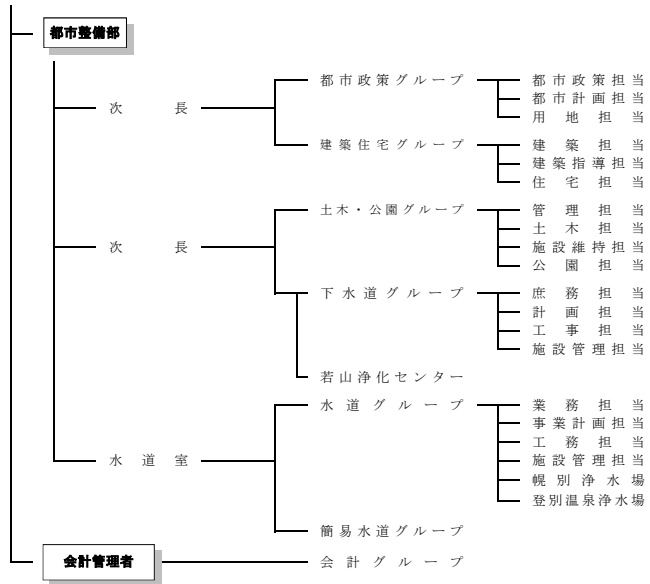 都市整備部
次長
都市政策グループ
都市政策担当
都市計画担当
用地担当
建築住宅グループ
建築担当
建築指導担当
住宅担当
次長
土木・公園グループ
管理担当
土木担当
施設維持担当
公園担当
下水道グループ
庶務担当
計画担当
工事担当
施設管理担当
若山浄化センター
水道室
水道グループ
業務担当
事業計画担当
工務担当
施設管理担当
幌別浄水場
登別温泉浄水場
簡易水道グループ
会計管理者
会計グループ